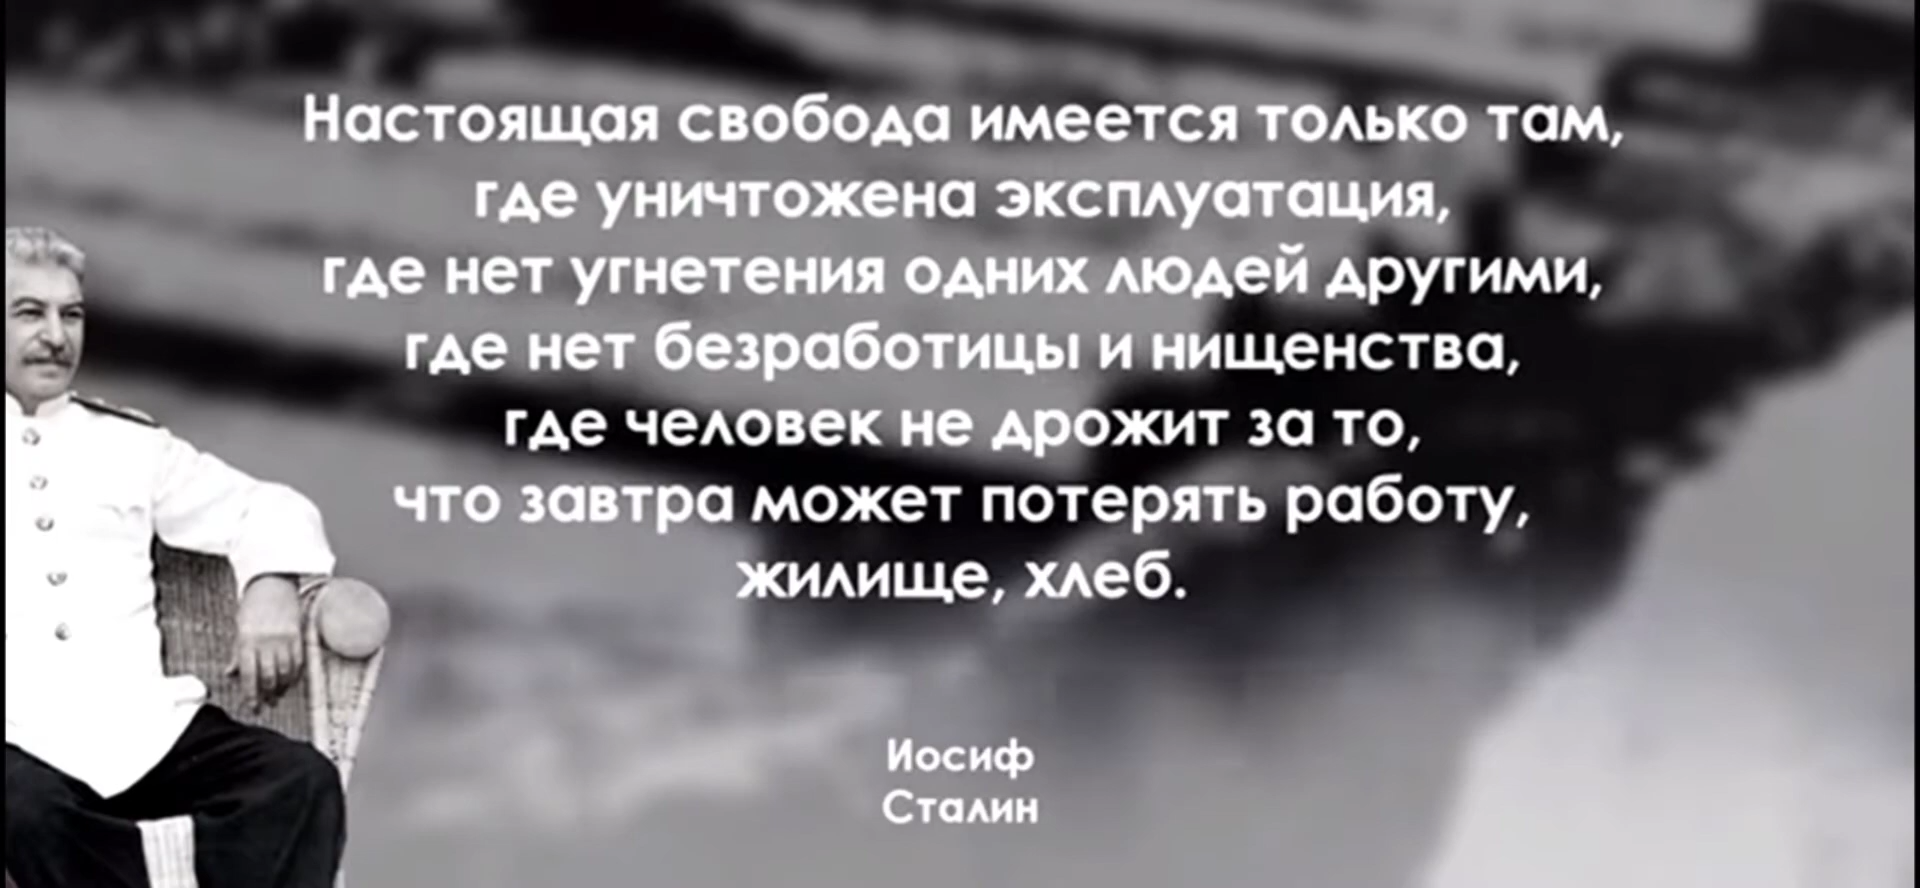 Настоящая свобода имеется только там,
где уничтожена эксплуатация,
где нет угнетения одних людей другими,
где нет безработицы и нищенства,
где человек не дрожит за то,
что завтра может потерять работу,
жилище, хлеб.
Иосиф
Сталин